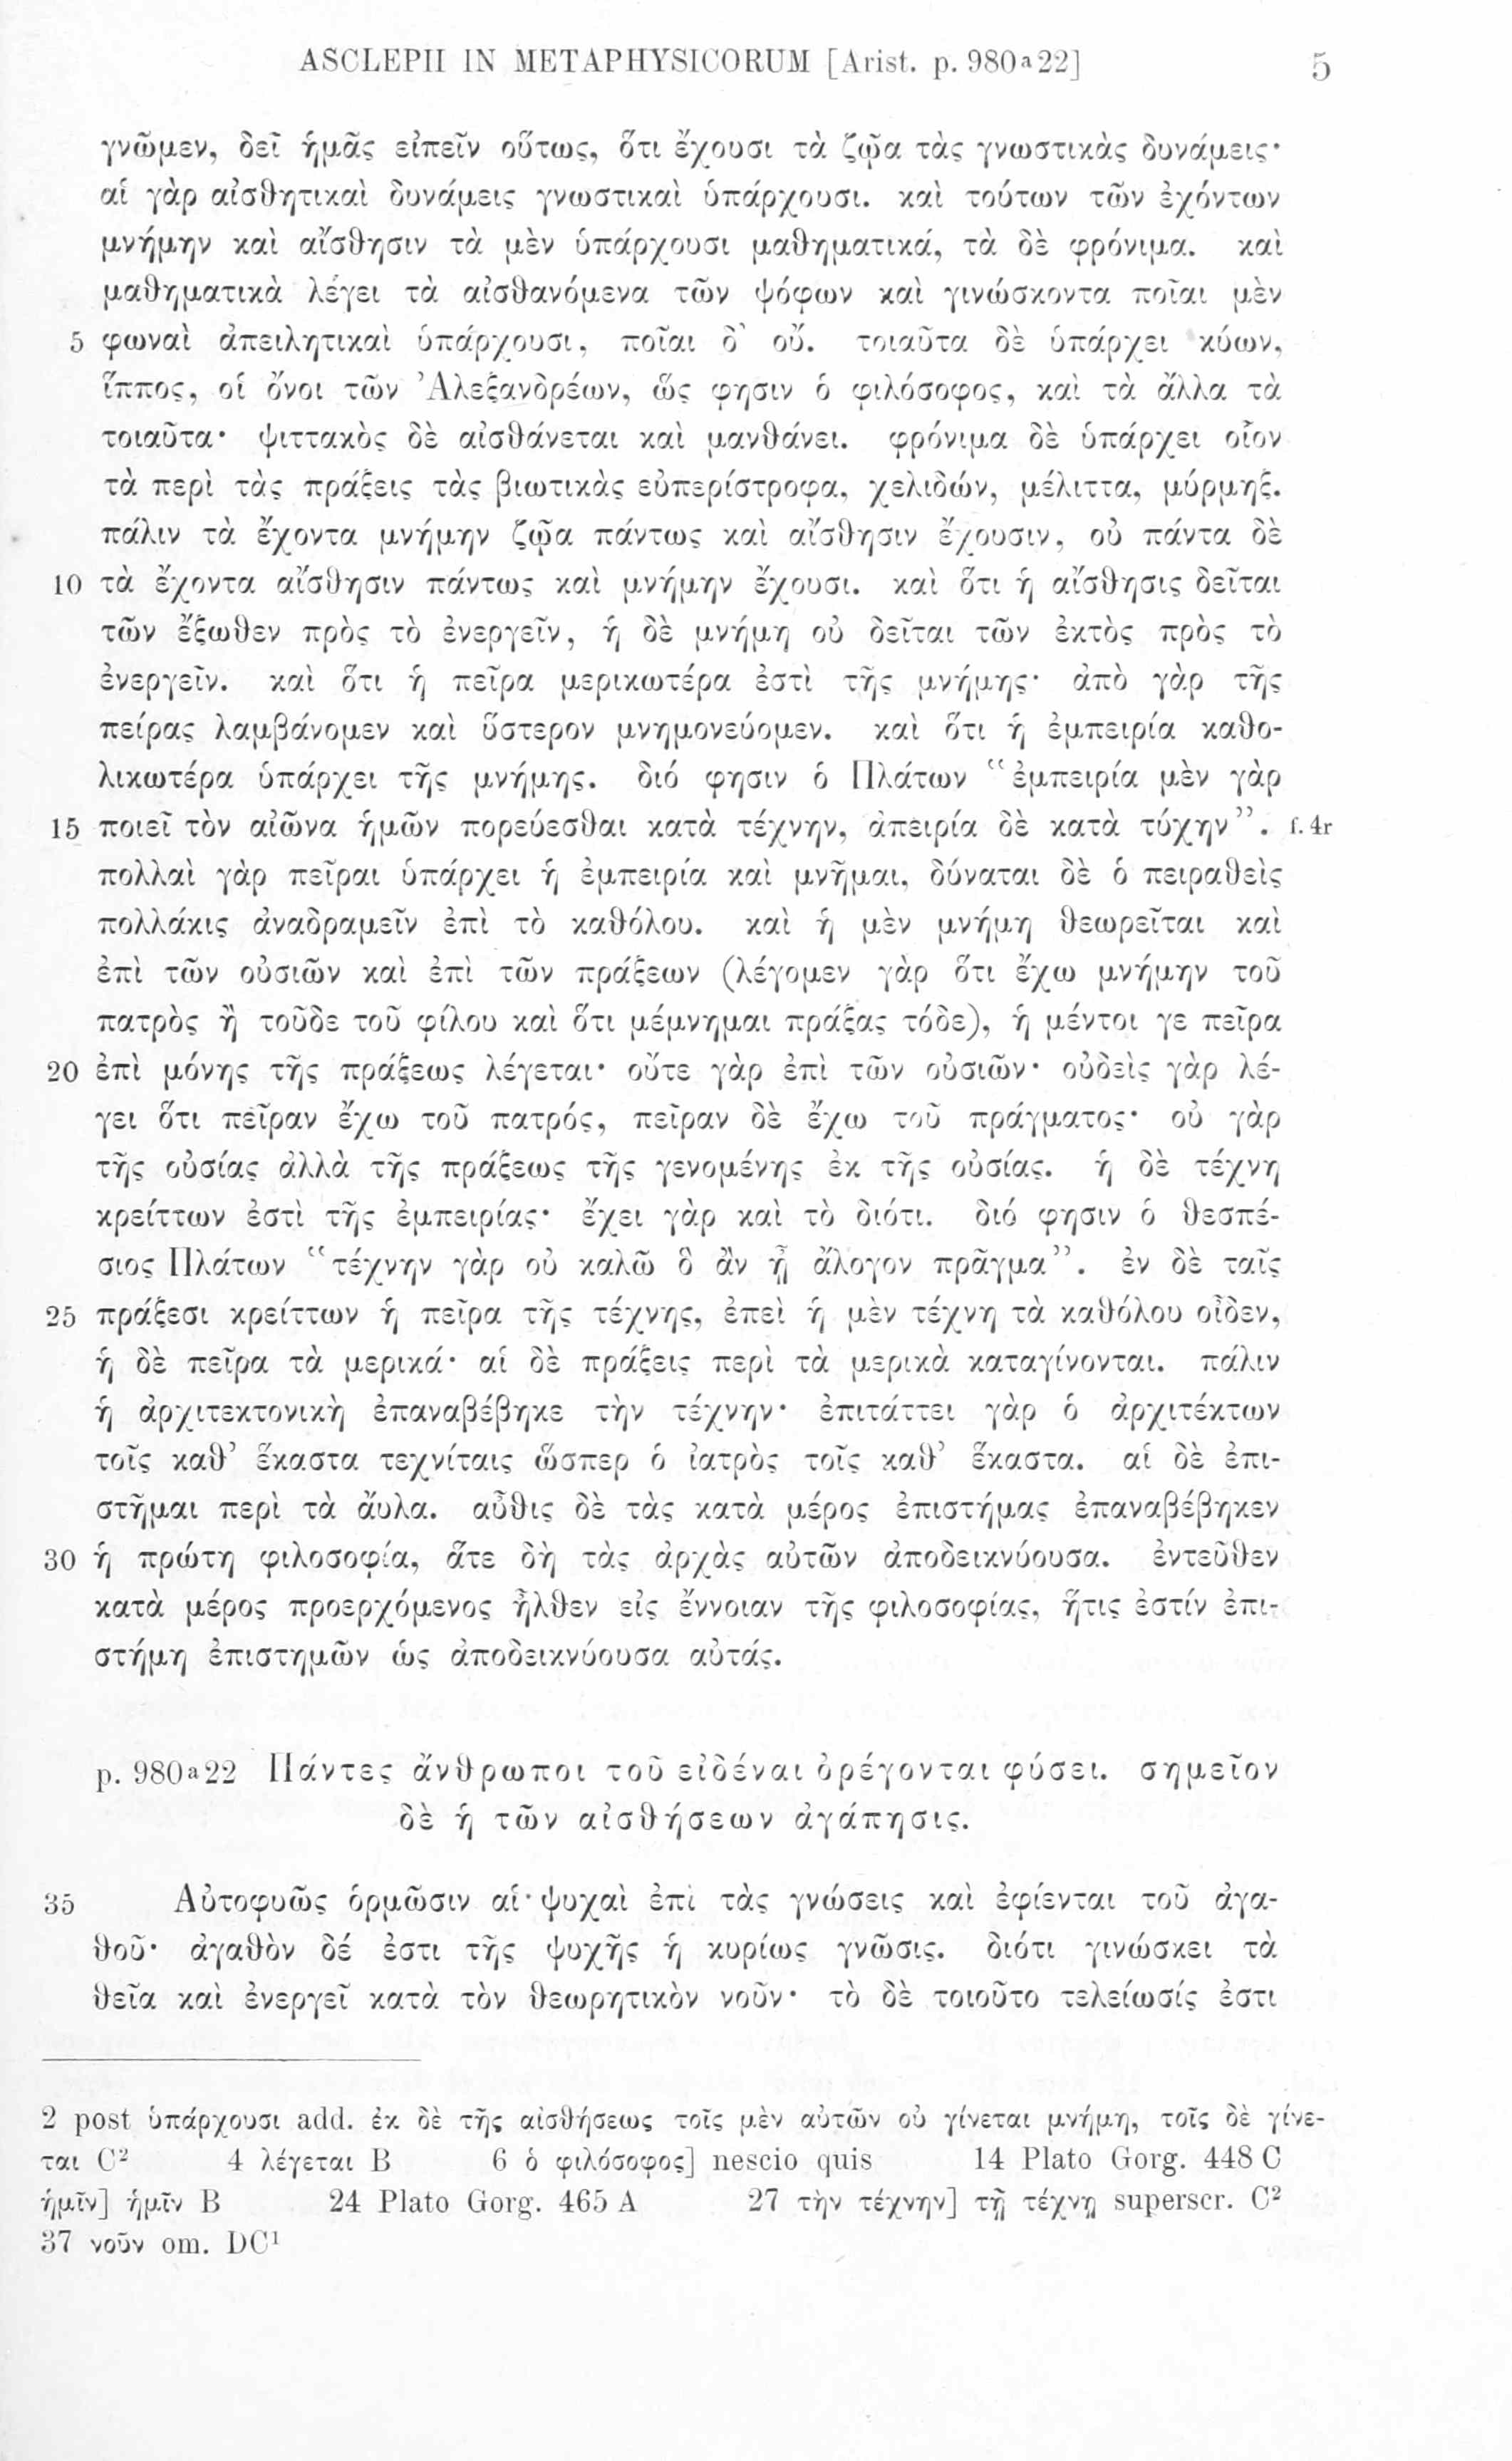 ASCLEPII IN METAPHYSICORUM [Arist. p. 980ª22] 5
γνῶμεν, δεῖ ἡμᾶς εἰπεῖν οὕτως, ὅτι ἔχουσι τὰ ζῷα τὰς γνωστικὰς δυνάμεις·
αἱ γὰρ αἰσθητικαὶ δυνάμεις γνωστικαὶ ὑπάρχουσι. καὶ τούτων τῶν ἐχόντων
μνήμην καὶ αἴσθησιν τὰ μὲν ὑπάρχουσι μαθηματικά, τὰ δὲ φρόνιμα. καὶ
μαθηματικὰ λέγει τὰ αἰσθανόμενα τῶν ψόφων καὶ γινώσκοντα ποῖαι μὲν
5 φωναὶ ἀπειλητικαὶ ὑπάρχουσι, ποῖαι δ' οὔ. τοιαῦτα δὲ ὑπάρχει κύων,
ἵππος, οἱ ὄνοι τῶν Ἀλεξανδρέων, ὥς φησιν ὁ φιλόσοφος, καὶ τὰ ἄλλα τὰ
τοιαῦτα· ψιττακὸς δὲ αἰσθάνεται καὶ μανθάνει. φρόνιμα δὲ ὑπάρχει οἷον
τὰ περὶ τὰς πράξεις τὰς βιωτικὰς εὐπερίστροφα, χελιδών, μέλιττα, μύρμηξ.
πάλιν τὰ ἔχοντα μνήμην ζῷα πάντως καὶ αἴσθησιν ἔχουσιν, οὐ πάντα δὲ
10 τὰ ἔχοντα αἴσθησιν πάντως καὶ μνήμην ἔχουσι. καὶ ὅτι ἡ αἴσθησις δεῖται
τῶν ἔξωθεν πρὸς τὸ ἐνεργεῖν, ἡ δὲ μνήμη οὐ δεῖται τῶν ἐκτὸς πρὸς τὸ
ἐνεργεῖν. καὶ ὅτι ἡ πεῖρα μερικωτέρα ἐστὶ τῆς μνήμης· ἀπὸ γὰρ τῆς
πείρας λαμβάνομεν καὶ ὕστερον μνημονεύομεν. καὶ ὅτι ἡ ἐμπειρία καθο-
λικωτέρα ὑπάρχει τῆς μνήμης. διό φησιν ὁ Πλάτων “ἐμπειρία μὲν γὰρ
15 ποιεῖ τὸν αἰῶνα ἡμῶν πορεύεσθαι κατὰ τέχνην, ἀπειρία δὲ κατὰ τύχην”. f. 4r
πολλαὶ γὰρ πεῖραι ὑπάρχει ἡ ἐμπειρία καὶ μνῆμαι, δύναται δὲ ὁ πειραθεὶς
πολλάκις ἀναδραμεῖν ἐπὶ τὸ καθόλου. καὶ ἡ μὲν μνήμη θεωρεῖται καὶ
ἐπὶ τῶν οὐσιῶν καὶ ἐπὶ τῶν πράξεων (λέγομεν γὰρ ὅτι ἔχω μνήμην τοῦ
πατρὸς ἢ τοῦδε τοῦ φίλου καὶ ὅτι μέμνημαι πράξας τόδε), ἡ μέντοι γε πεῖρα
20 ἐπὶ μόνης τῆς πράξεως λέγεται· οὔτε γὰρ ἐπὶ τῶν οὐσιῶν· οὐδεὶς γὰρ λέ-
γει ὅτι πεῖραν ἔχω τοῦ πατρός, πεῖραν δὲ ἔχω τοῦ πράγματος· οὐ γὰρ
τῆς οὐσίας ἀλλὰ τῆς πράξεως τῆς γενομένης ἐκ τῆς οὐσίας. ἡ δὲ τέχνη
κρείττων ἐστὶ τῆς ἐμπειρίας· ἔχει γὰρ καὶ τὸ διότι. διό φησιν ὁ θεσπέ-
σιος Πλάτων “τέχνην γὰρ οὐ καλῶ ὃ ἂν ᾖ ἄλογον πρᾶγμα”. ἐν δὲ ταῖς
25 πράξεσι κρείττων ἡ πεῖρα τῆς τέχνης, ἐπεὶ ἡ μὲν τέχνη τὰ καθόλου οἶδεν,
ἡ δὲ πεῖρα τὰ μερικά· αἱ δὲ πράξεις περὶ τὰ μερικὰ καταγίνονται. πάλιν
ἡ ἀρχιτεκτονικὴ ἐπαναβέβηκε τὴν τέχνην· ἐπιτάττει γὰρ ὁ ἀρχιτέκτων
τοῖς καθ' ἕκαστα τεχνίταις ὥσπερ ὁ ἰατρὸς τοῖς καθ' ἕκαστα. αἱ δὲ ἐπι-
στῆμαι περὶ τὰ ἄυλα. αὖθις δὲ τὰς κατὰ μέρος ἐπιστήμας ἐπαναβέβηκεν
30 ἡ πρώτη φιλοσοφία, ἅτε δὴ τὰς ἀρχὰς αὐτῶν ἀποδεικνύουσα. ἐντεῦθεν
κατὰ μέρος προερχόμενος ἦλθεν εἰς ἔννοιαν τῆς φιλοσοφίας, ἥτις ἐστίν ἐπι-
στήμη ἐπιστημῶν ὡς ἀποδεικνύουσα αὐτάς.
p. 980ª22 Πάντες ἄνθρωποι τοῦ εἰδέναι ὀρέγονται φύσει. σημεῖον
δὲ ἡ τῶν αἰσθήσεων ἀγάπησις.
35 Αὐτοφυῶς ὁρμῶσιν αἱ ψυχαὶ ἐπὶ τὰς γνώσεις καὶ ἐφίενται τοῦ ἀγα-
θοῦ· ἀγαθὸν δέ ἐστι τῆς ψυχῆς ἡ κυρίως γνῶσις. διότι γινώσκει τὰ
θεῖα καὶ ἐνεργεῖ κατὰ τὸν θεωρητικὸν νοῦν· τὸ δὲ τοιοῦτο τελείωσίς ἐστι
2 post ὑπάρχουσι add. ἐκ δὲ τῆς αἰσθήσεως τοῖς μὲν αὐτῶν οὐ γίνεται μνήμη, τοῖς δὲ γίνε-
ται C² 4 λέγεται B 6 ὁ φιλόσοφος] nescio quis 14 Plato Gorg. 448 C
ἡμῖν] ἡμῖν B 24 Plato Gorg. 465 A 27 τὴν τέχνην] τῇ τέχνῃ superscr. C²
37 νοῦν om. DC¹